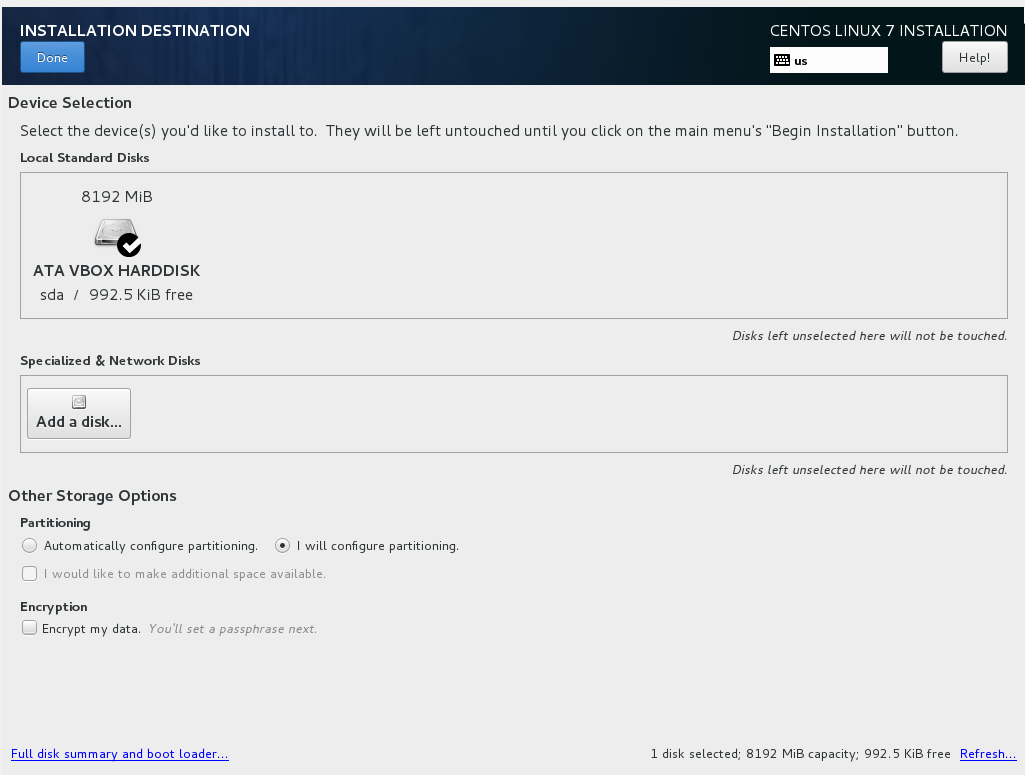 INSTALLATION DESTINATION
CENTOS LINUX 7 INSTALLATION
Done
us
Help!
Device Selection
Select the device(s) you'd like to install to.  They will be left untouched until you click on the main menu's "Begin Installation" button.
Local Standard Disks
8192 MiB
ATA VBOX HARDDISK
sda / 992.5 KiB free
Disks left unselected here will not be touched.
Specialized & Network Disks
Add a disk...
Disks left unselected here will not be touched.
Other Storage Options
Partitioning
Automatically configure partitioning.
I will configure partitioning.
I would like to make additional space available.
Encryption
Encrypt my data. You'll set a passphrase next.
Full disk summary and boot loader...
1 disk selected; 8192 MiB capacity; 992.5 KiB free
Refresh...